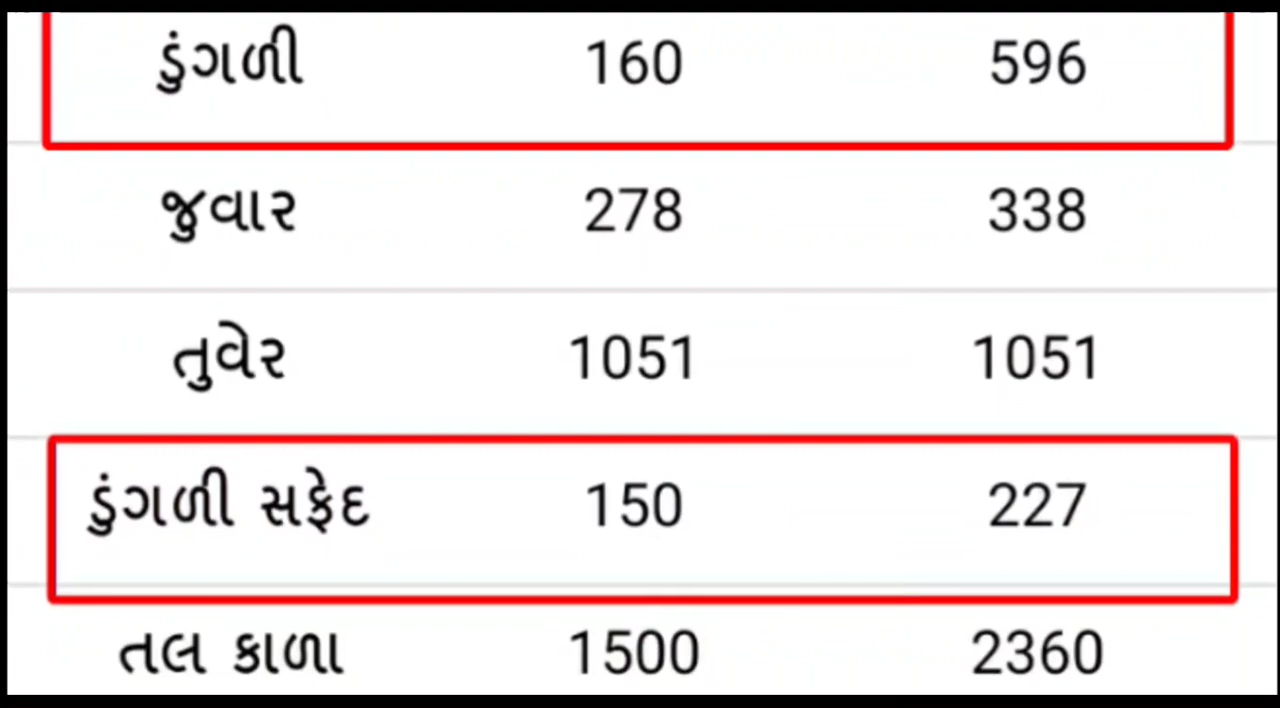 ડુંગળી 160 596
જુવાર 278 338
તુવેર 1051 1051
ડુંગળી સફેદ 150 227
તલ કાળા 1500 2360